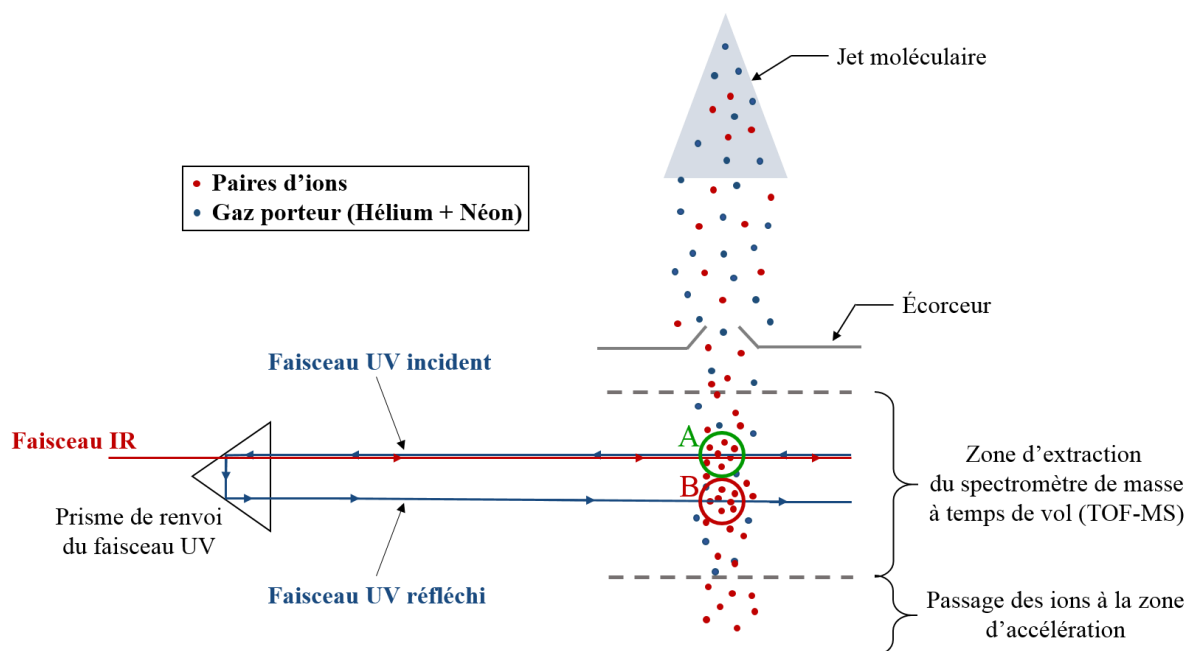 Jet moléculaire
Paires d'ions
Gaz porteur (Hélium + Néon)
Écorceur
Faisceau UV incident
Faisceau IR
A
B
Zone d'extraction
du spectromètre de masse
à temps de vol (TOF-MS)
Prisme de renvoi
du faisceau UV
Faisceau UV réfléchi
Passage des ions à la zone
d'accélération